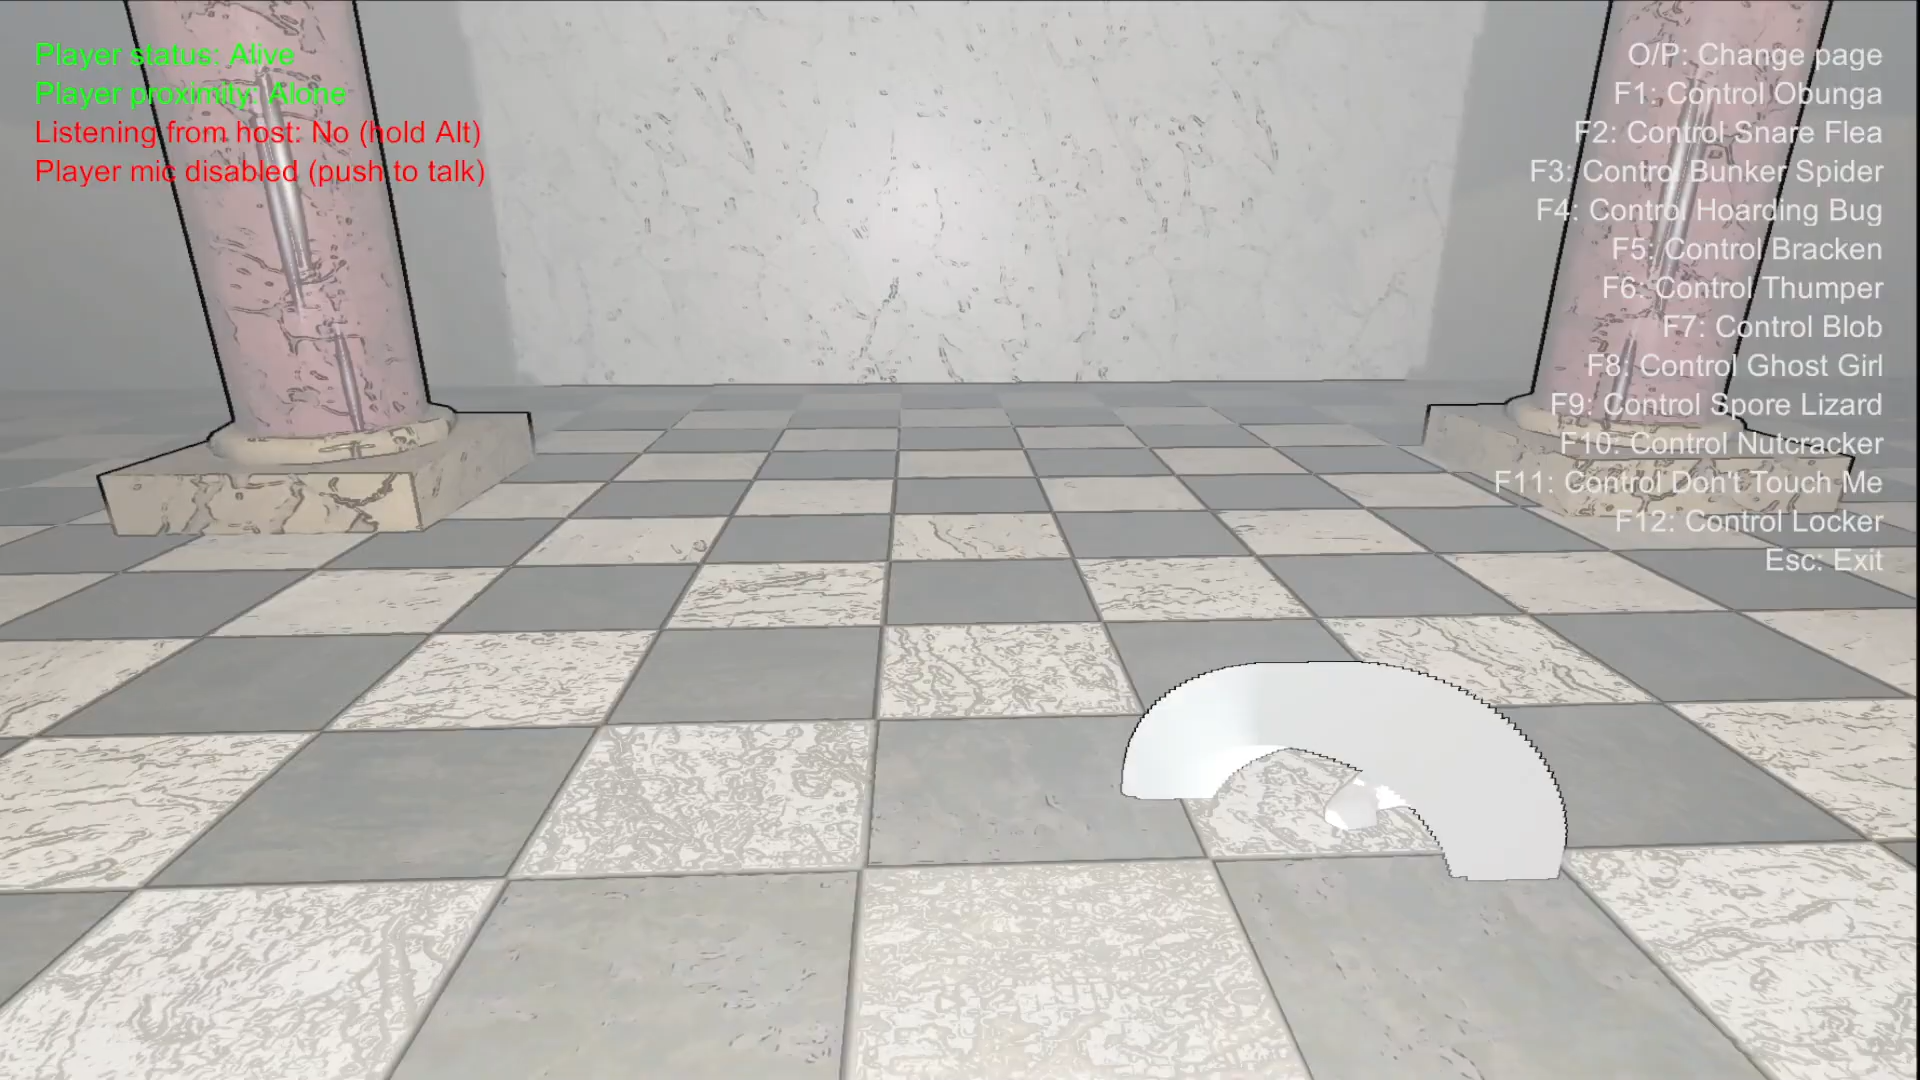 Player status: Alive
Player proximity: Alone
Listening from host: No (hold Alt)
Player mic disabled (push to talk)
O/P: Change page
F1: Control Obunga
F2: Control Snare Flea
F3: Control Bunker Spider
F4: Control Hoarding Bug
F5: Control Bracken
F6: Control Thumper
F7: Control Blob
F8: Control Ghost Girl
F9: Control Spore Lizard
F10: Control Nutcracker
F11: Control Don't Touch Me
F12: Control Locker
Esc: Exit